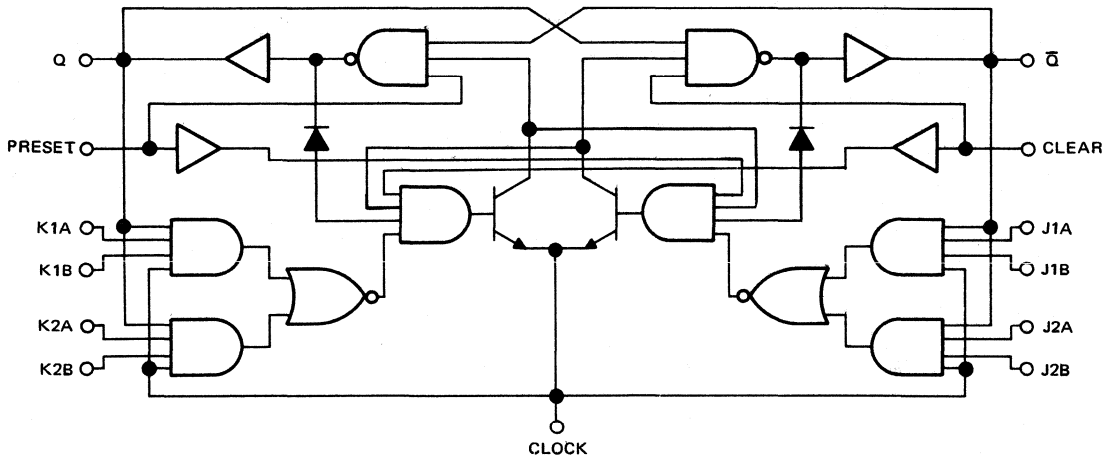 Q
Q̅
PRESET
CLEAR
K1A
J1A
K1B
J1B
K2A
J2A
K2B
J2B
CLOCK